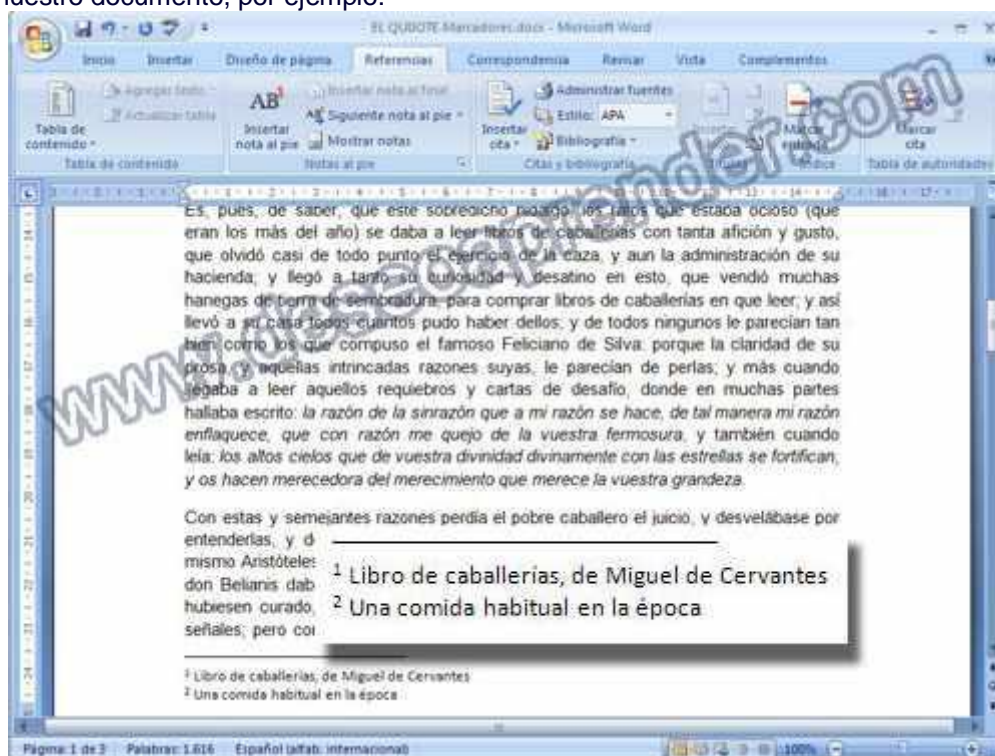 nuestro documento, por ejemplo:
EL QUIJOTE-Marcadores.docx - Microsoft Word
Inicio Insertar Diseño de página Referencias Correspondencia Revisar Vista Complementos
Agregar texto
Actualizar tabla
Tabla de contenido
Tabla de contenido
AB¹
Insertar nota al pie
Insertar nota al final
AB Siguiente nota al pie
Mostrar notas
Notas al pie
Insertar cita
Administrar fuentes
Estilo: APA
Bibliografía
Citas y bibliografía
Marcar entrada
Índice
Marcar cita
Tabla de autoridades
www.deseoaprender.com
Es, pues, de saber, que este sobredicho hidalgo, los ratos que estaba ocioso (que
eran los más del año) se daba a leer libros de caballerías con tanta afición y gusto,
que olvidó casi de todo punto el ejercicio de la caza, y aun la administración de su
hacienda; y llegó a tanto su curiosidad y desatino en esto, que vendió muchas
hanegas de tierra de sembradura, para comprar libros de caballerías en que leer; y así
llevó a su casa todos cuantos pudo haber dellos; y de todos ningunos le parecían tan
bien como los que compuso el famoso Feliciano de Silva: porque la claridad de su
prosa, y aquellas intrincadas razones suyas, le parecían de perlas; y más cuando
llegaba a leer aquellos requiebros y cartas de desafío, donde en muchas partes
hallaba escrito: la razón de la sinrazón que a mi razón se hace, de tal manera mi razón
enflaquece, que con razón me quejo de la vuestra fermosura, y también cuando
leía: los altos cielos que de vuestra divinidad divinamente con las estrellas se fortifican,
y os hacen merecedora del merecimiento que merece la vuestra grandeza.
Con estas y semejantes razones perdía el pobre caballero el juicio, y desvelábase por
entenderlas, y d
mismo Aristóteles
don Belianis dab
hubiesen curado,
señales; pero co
¹ Libro de caballerías, de Miguel de Cervantes
² Una comida habitual en la época
¹ Libro de caballerías, de Miguel de Cervantes
² Una comida habitual en la época
Página: 1 de 3 Palabras: 1.616 Español (alfab. internacional) 100%